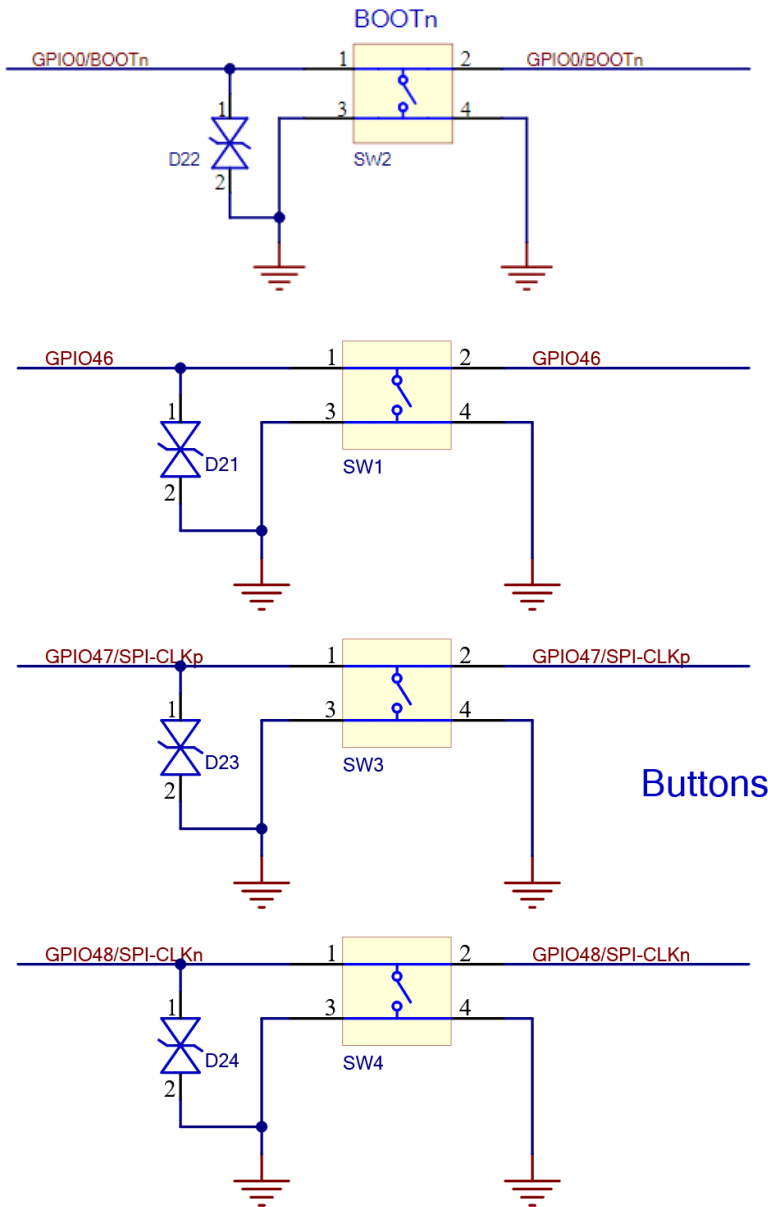 BOOTn
GPIO0/BOOTn 1 2 GPIO0/BOOTn
1 3 4
D22 SW2
2
GPIO46 1 2 GPIO46
1 3 4
D21 SW1
2
GPIO47/SPI-CLKp 1 2 GPIO47/SPI-CLKp
1 3 4
D23 SW3
2 Buttons
GPIO48/SPI-CLKn 1 2 GPIO48/SPI-CLKn
1 3 4
D24 SW4
2